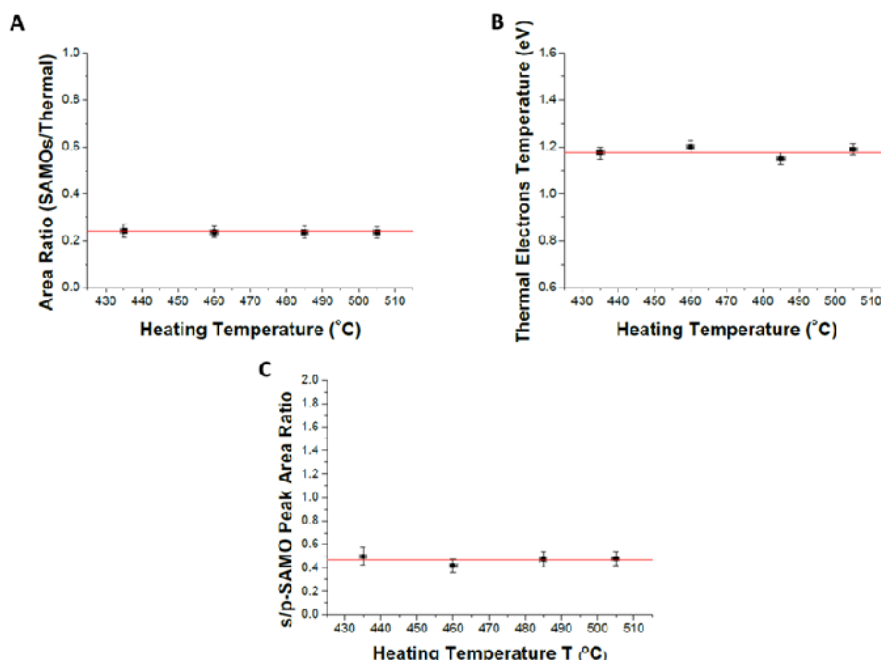 A
Area Ratio (SAMOs/Thermal)
1.0
0.8
0.6
0.4
0.2
0.0
430 440 450 460 470 480 490 500 510
Heating Temperature (°C)
B
Thermal Electrons Temperature (eV)
1.6
1.4
1.2
1.0
0.8
0.6
430 440 450 460 470 480 490 500 510
Heating Temperature (°C)
C
s/p-SAMO Peak Area Ratio
2.0
1.8
1.6
1.4
1.2
1.0
0.8
0.6
0.4
0.2
0.0
430 440 450 460 470 480 490 500 510
Heating Temperature T (°C)